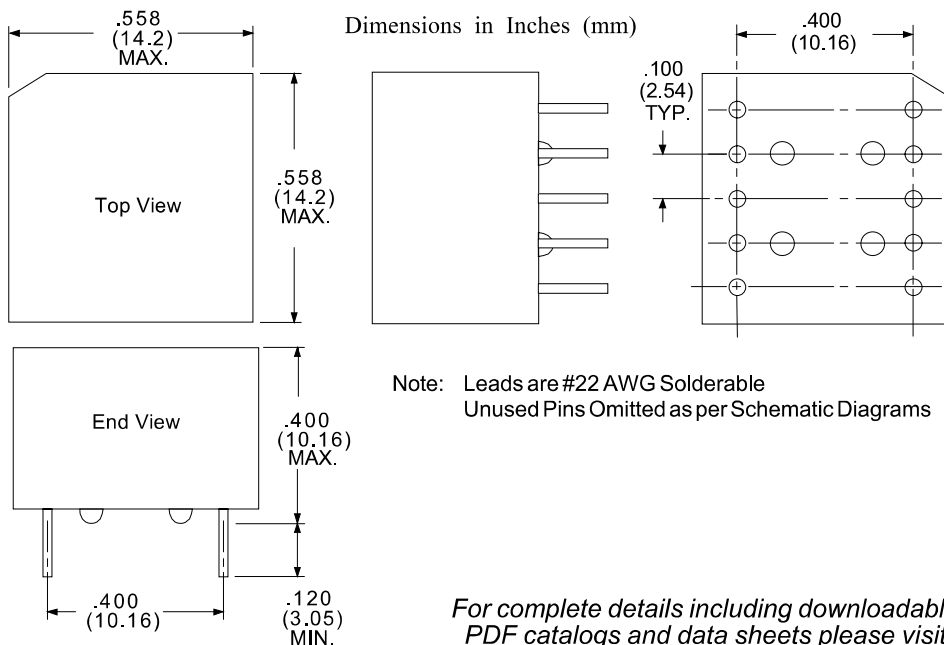 .558
(14.2)
MAX.
Dimensions in Inches (mm)
.400
(10.16)
.100
(2.54)
TYP.
Top View
.558
(14.2)
MAX.
End View
.400
(10.16)
MAX.
Note: Leads are #22 AWG Solderable
Unused Pins Omitted as per Schematic Diagrams
.400
(10.16)
.120
(3.05)
MIN.
For complete details including downloadabl
PDF catalogs and data sheets please visit